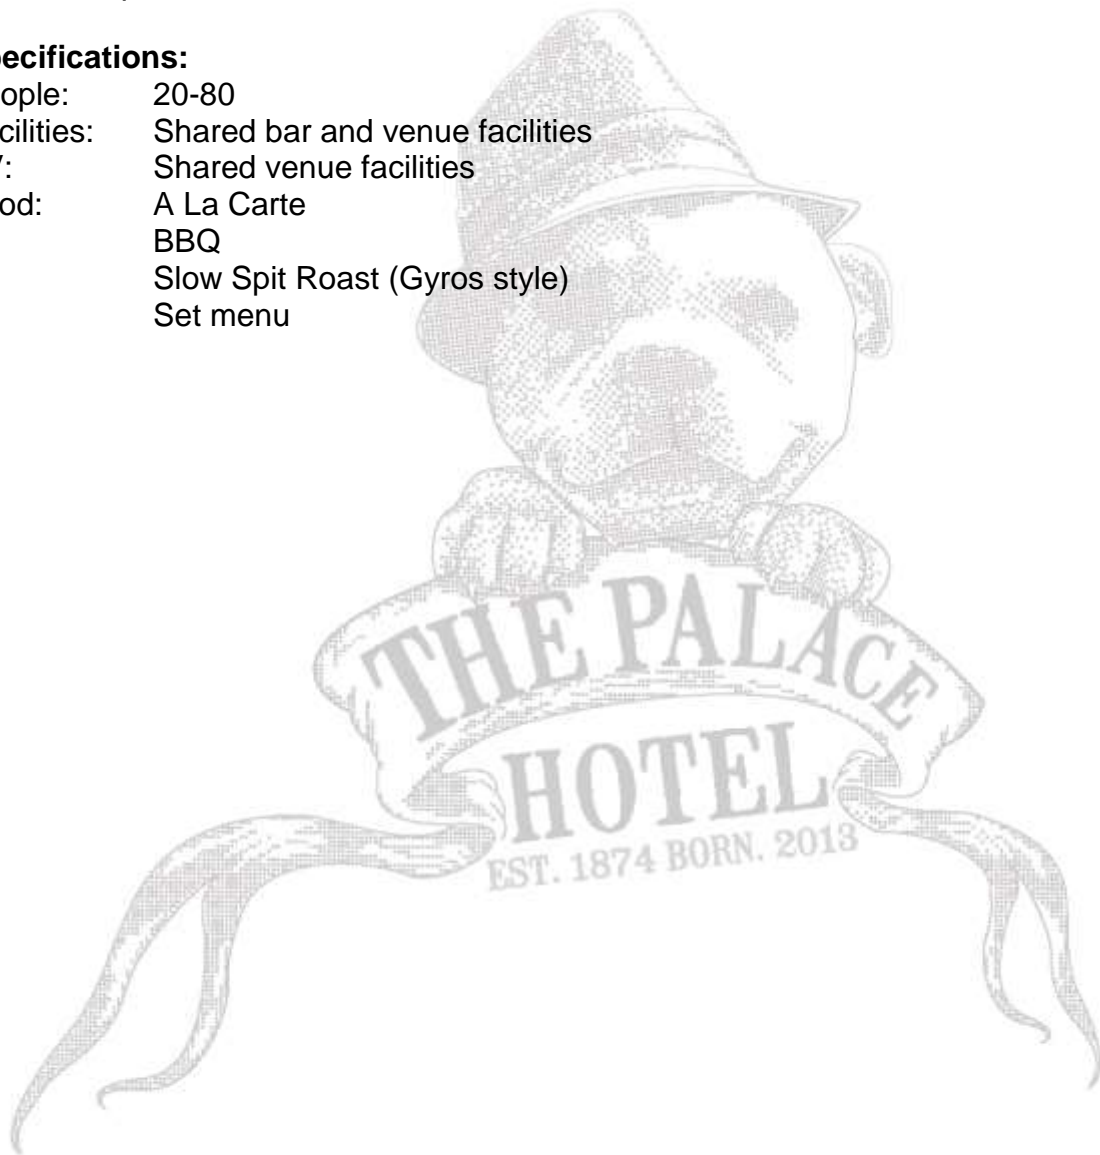 pecifications:
ople: 20-80
cilities: Shared bar and venue facilities
/: Shared venue facilities
od: A La Carte
BBQ
Slow Spit Roast (Gyros style)
Set menu
THE PALACE
HOTEL
EST. 1874 BORN. 2013